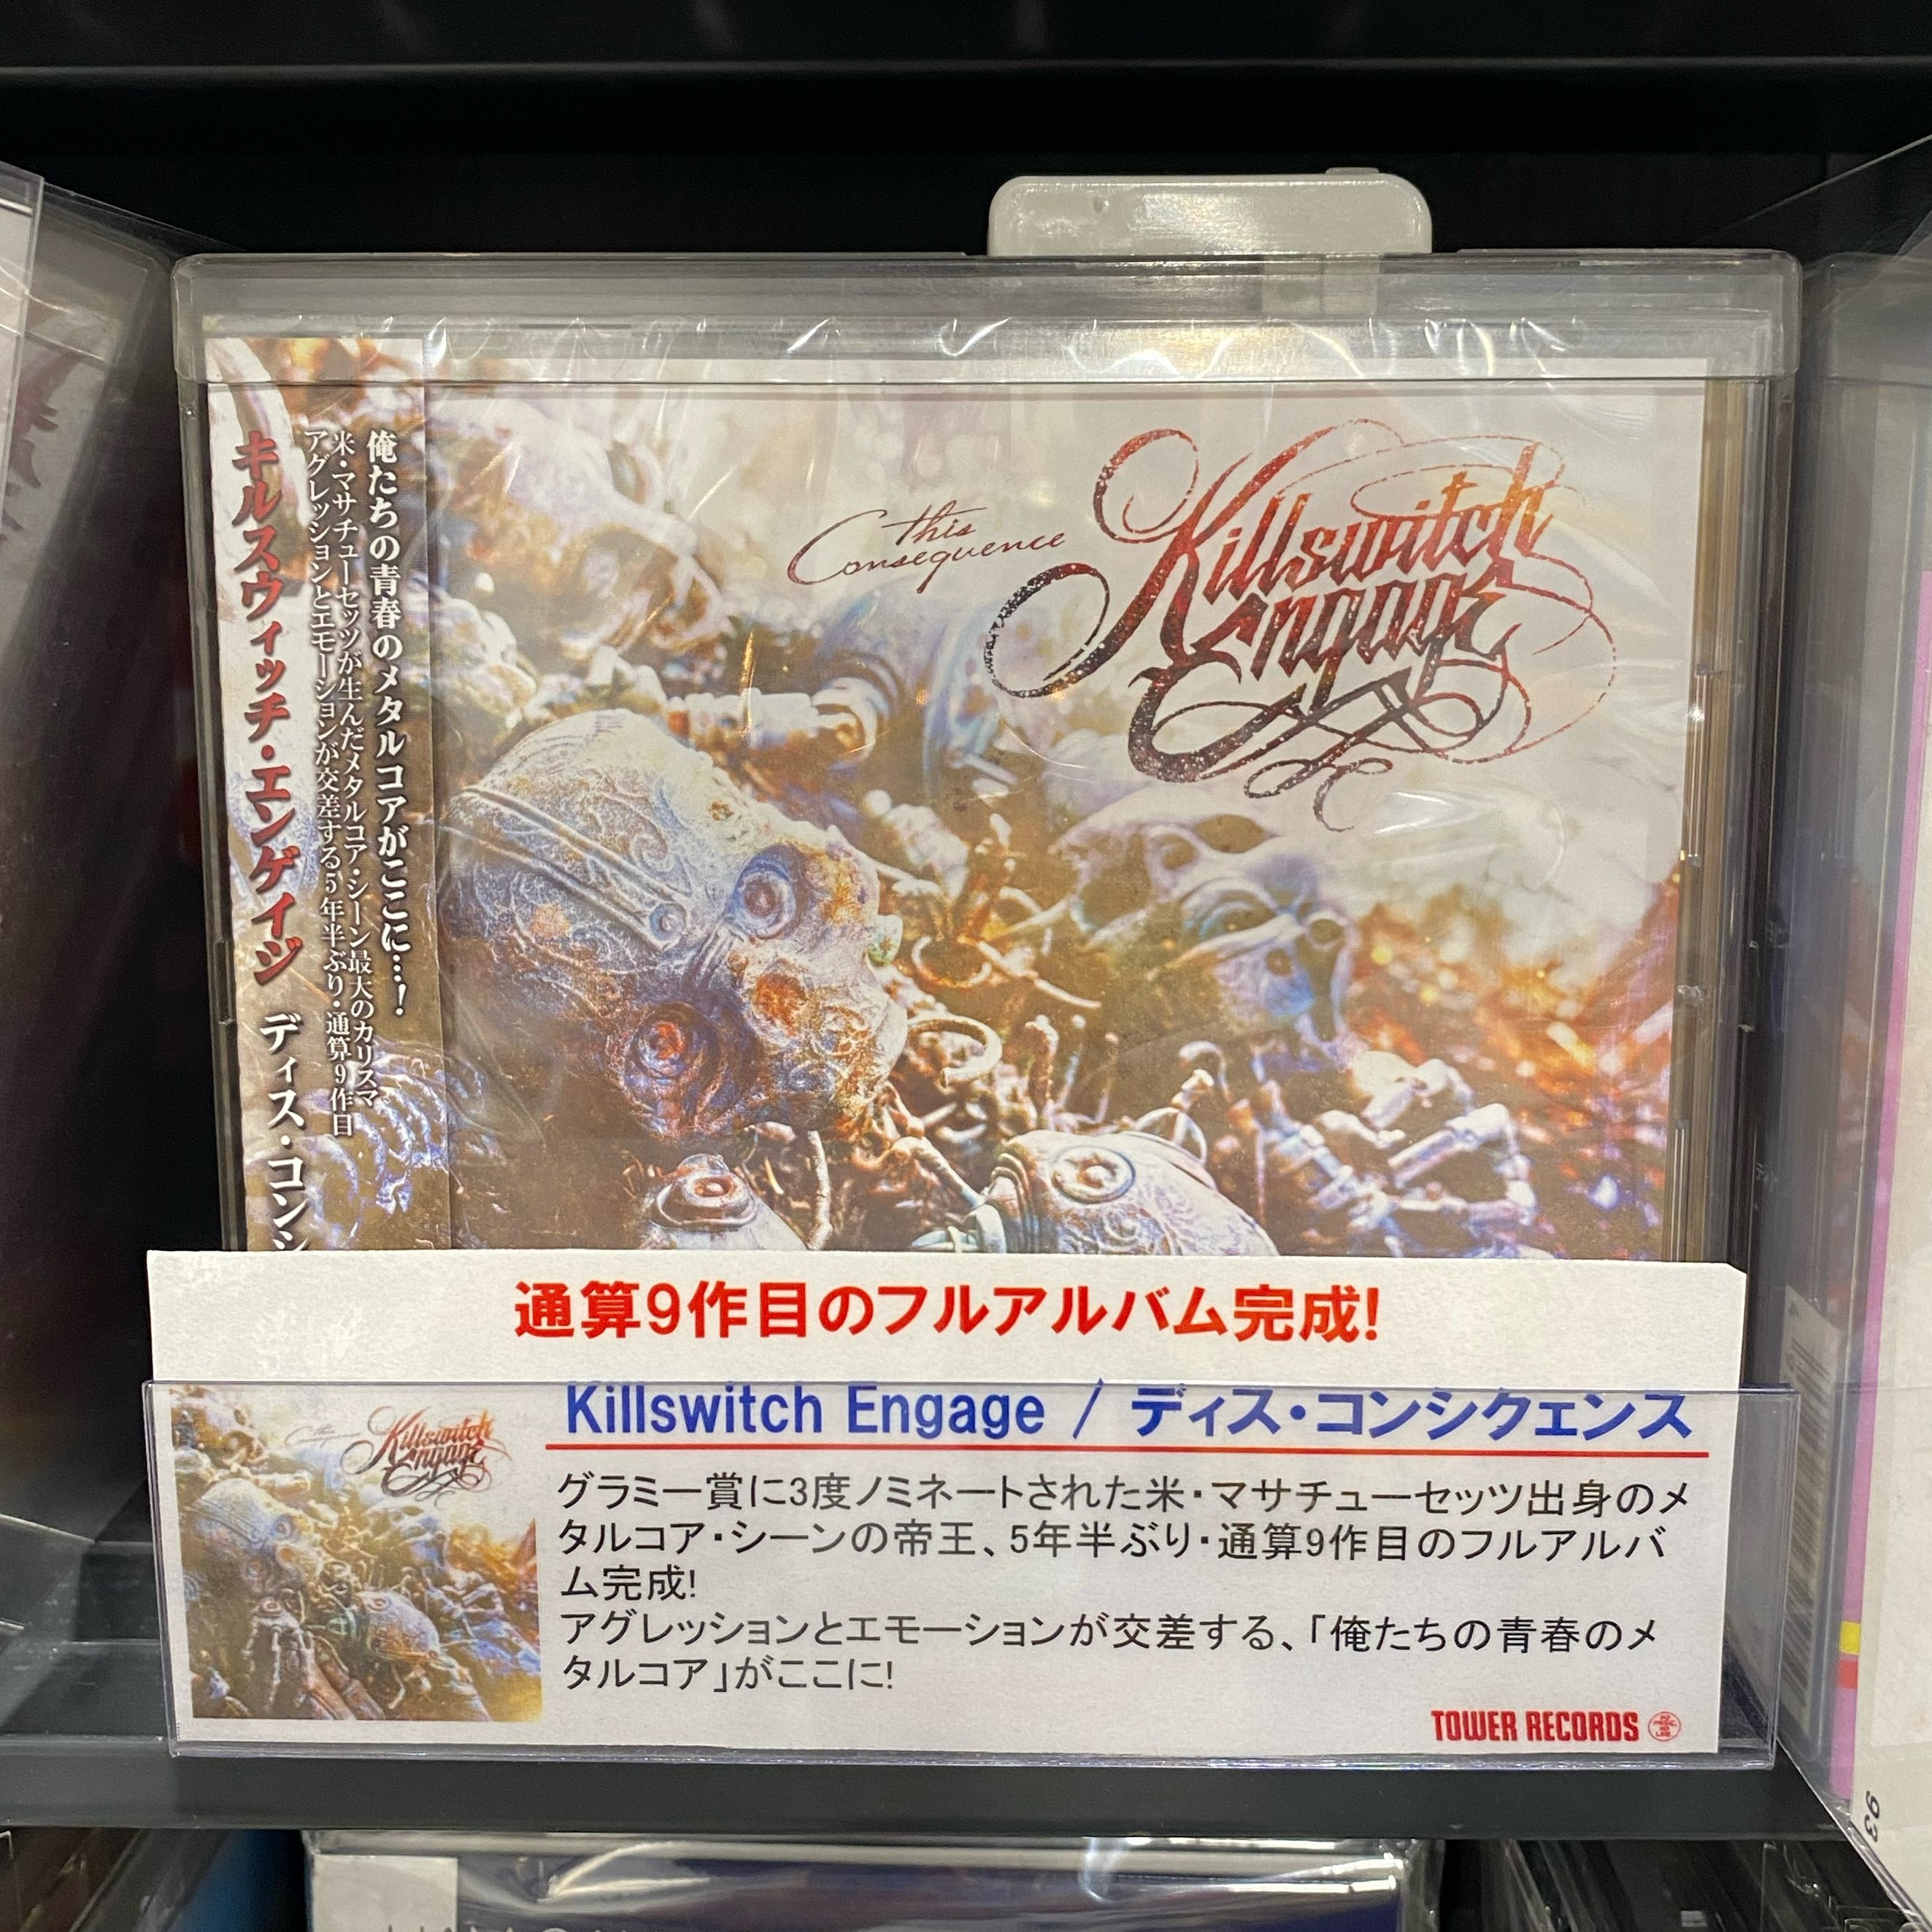 this
Consequence
Killswitch
Engage
俺たちの青春のメタルコアがここに…!
米・マサチューセッツが生んだメタルコア・シーン最大のカリスマ
アグレッションとエモーションが交差する5年半ぶり・通算9作目
キルスウィッチ・エンゲイジ ディス・コンシ
通算9作目のフルアルバム完成!
Killswitch Engage / ディス・コンシクェンス
this
Consequence
Killswitch
Engage
グラミー賞に3度ノミネートされた米・マサチューセッツ出身のメ
タルコア・シーンの帝王、5年半ぶり・通算9作目のフルアルバ
ム完成!
アグレッションとエモーションが交差する、「俺たちの青春のメ
タルコア」がここに!
TOWER RECORDS
93